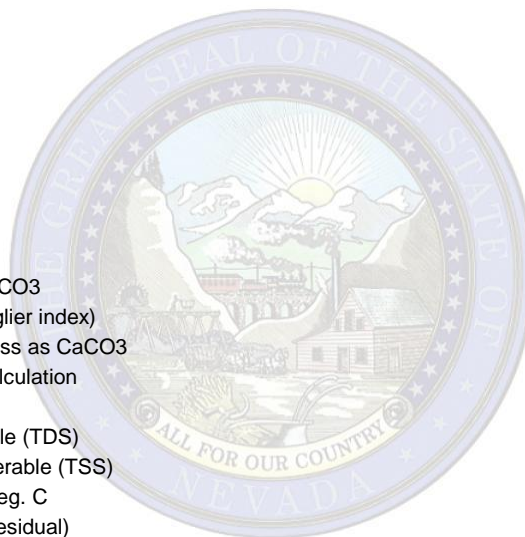 THE GREAT SEAL OF THE STATE OF
NEVADA
ALL FOR OUR COUNTRY
CO3
glier index)
ss as CaCO3
lculation
le (TDS)
erable (TSS)
eg. C
esidual)